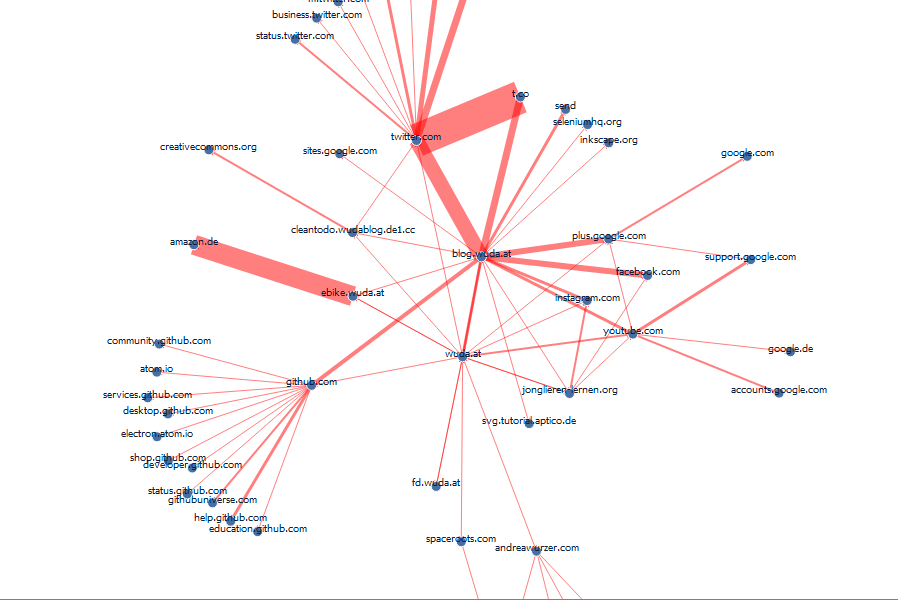 business.twitter.com
status.twitter.com
t.co
send
seleniumhq.org
twitter.com
inkscape.org
creativecommons.org
sites.google.com
google.com
cleantodo.wudablog.de1.cc
plus.google.com
amazon.de
blog.wuda.at
support.google.com
facebook.com
ebike.wuda.at
instagram.com
youtube.com
community.github.com
google.de
wuda.at
atom.io
github.com
accounts.google.com
jonglieren-lernen.org
services.github.com
desktop.github.com
svg.tutorial.aptico.de
electron.atom.io
shop.github.com
developer.github.com
fd.wuda.at
status.github.com
githubuniverse.com
help.github.com
education.github.com
spaceroots.com
andreawurzer.com